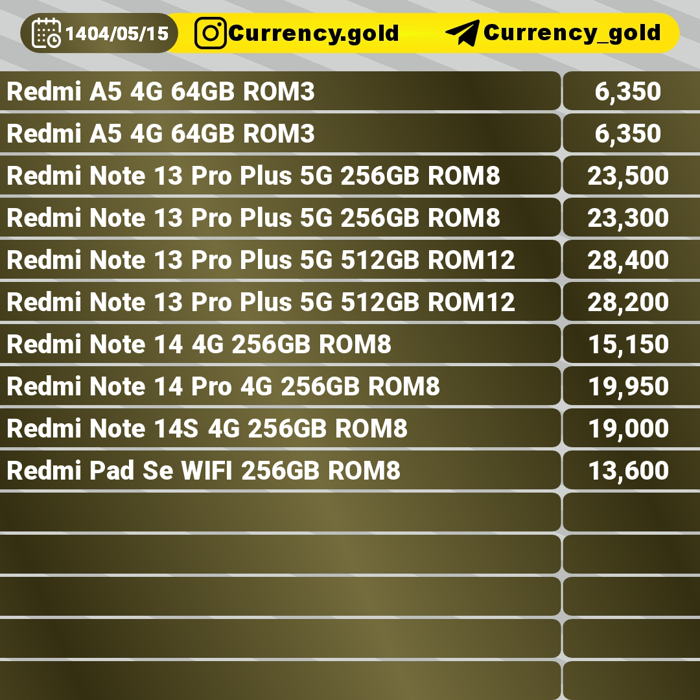 1404/05/15 Currency.gold Currency_gold
Redmi A5 4G 64GB ROM3 6,350
Redmi A5 4G 64GB ROM3 6,350
Redmi Note 13 Pro Plus 5G 256GB ROM8 23,500
Redmi Note 13 Pro Plus 5G 256GB ROM8 23,300
Redmi Note 13 Pro Plus 5G 512GB ROM12 28,400
Redmi Note 13 Pro Plus 5G 512GB ROM12 28,200
Redmi Note 14 4G 256GB ROM8 15,150
Redmi Note 14 Pro 4G 256GB ROM8 19,950
Redmi Note 14S 4G 256GB ROM8 19,000
Redmi Pad Se WIFI 256GB ROM8 13,600